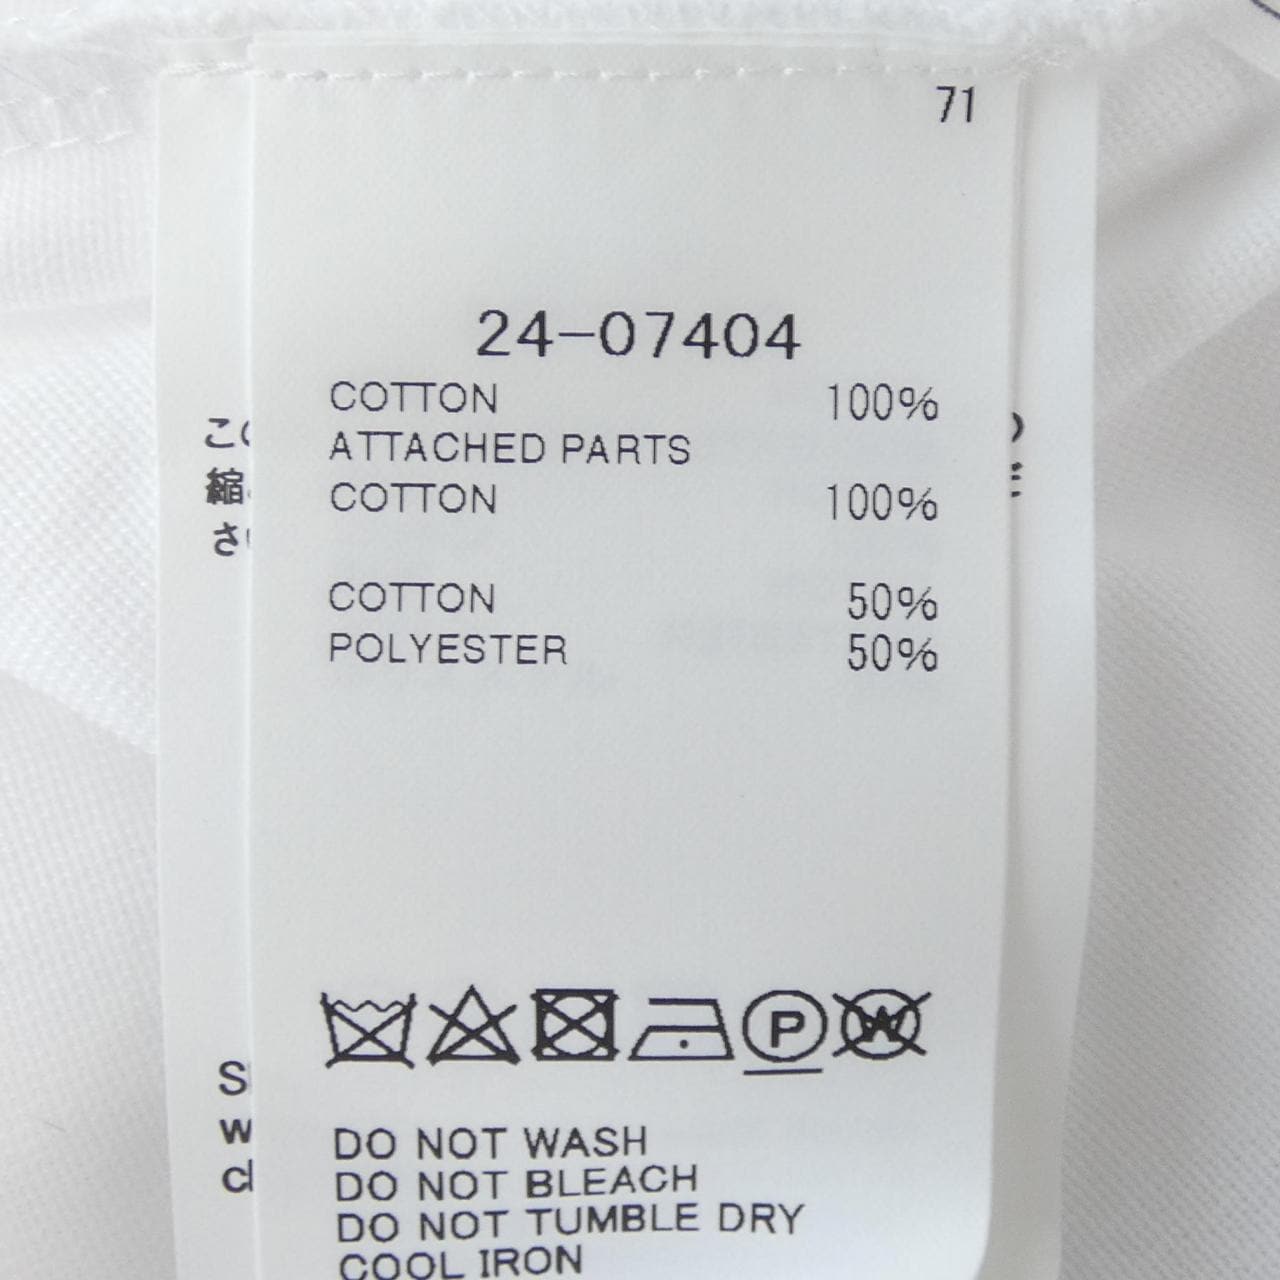 71
24-07404
COTTON 100%
ATTACHED PARTS
COTTON 100%
COTTON 50%
POLYESTER 50%
P W
DO NOT WASH
DO NOT BLEACH
DO NOT TUMBLE DRY
COOL IRON